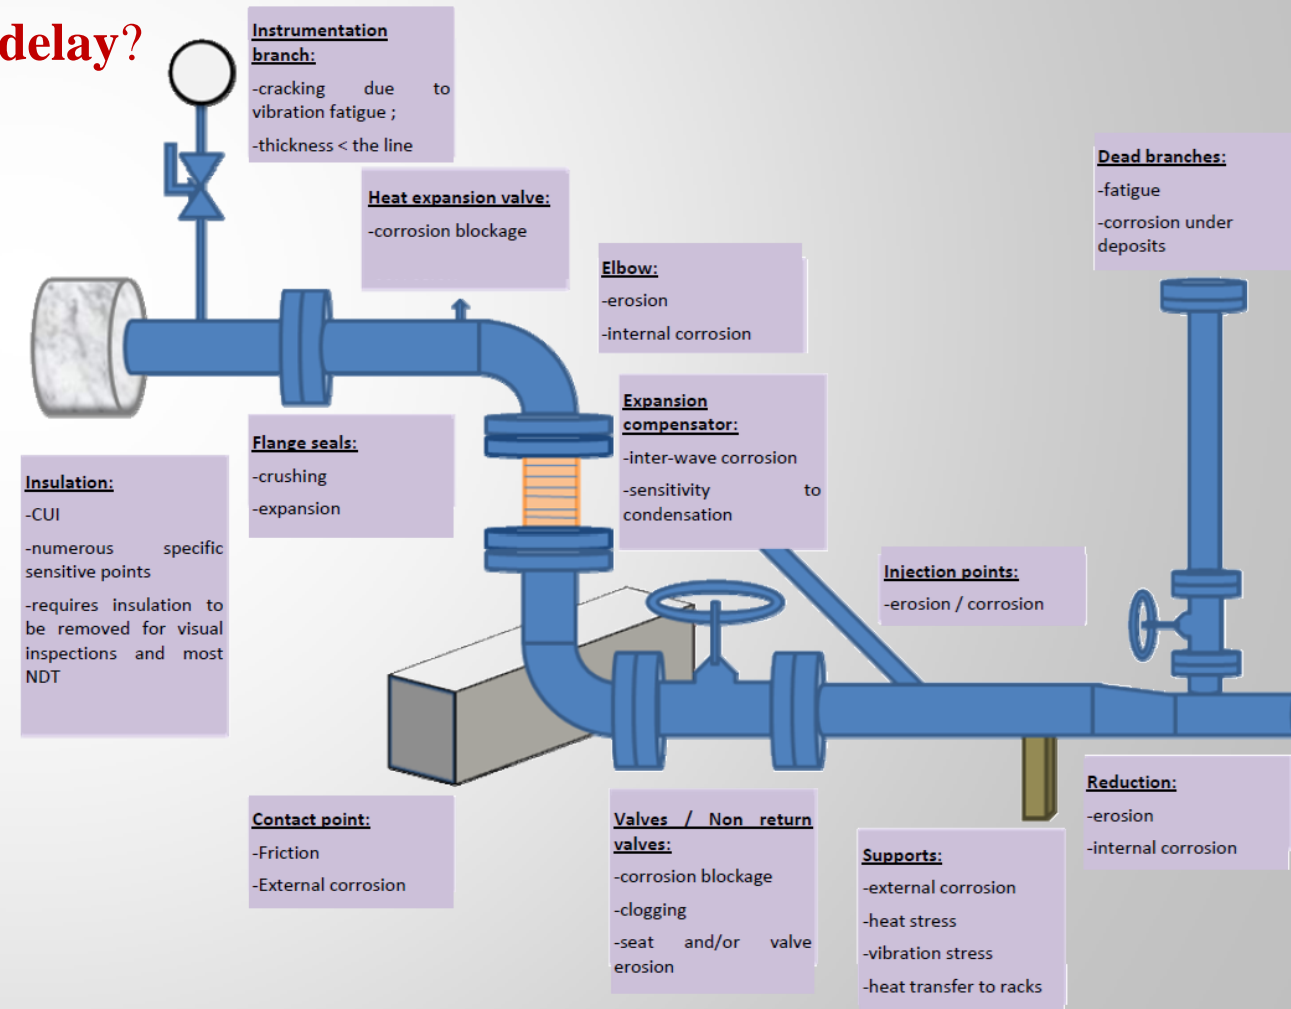 delay?
Instrumentation
branch:
-cracking due to
vibration fatigue ;
-thickness < the line
Heat expansion valve:
-corrosion blockage
Elbow:
-erosion
-internal corrosion
Dead branches:
-fatigue
-corrosion under
deposits
Expansion
compensator:
-inter-wave corrosion
-sensitivity to
condensation
Flange seals:
-crushing
-expansion
Insulation:
-CUI
-numerous specific
sensitive points
-requires insulation to
be removed for visual
inspections and most
NDT
Injection points:
-erosion / corrosion
Contact point:
-Friction
-External corrosion
Valves / Non return
valves:
-corrosion blockage
-clogging
-seat and/or valve
erosion
Supports:
-external corrosion
-heat stress
-vibration stress
-heat transfer to racks
Reduction:
-erosion
-internal corrosion